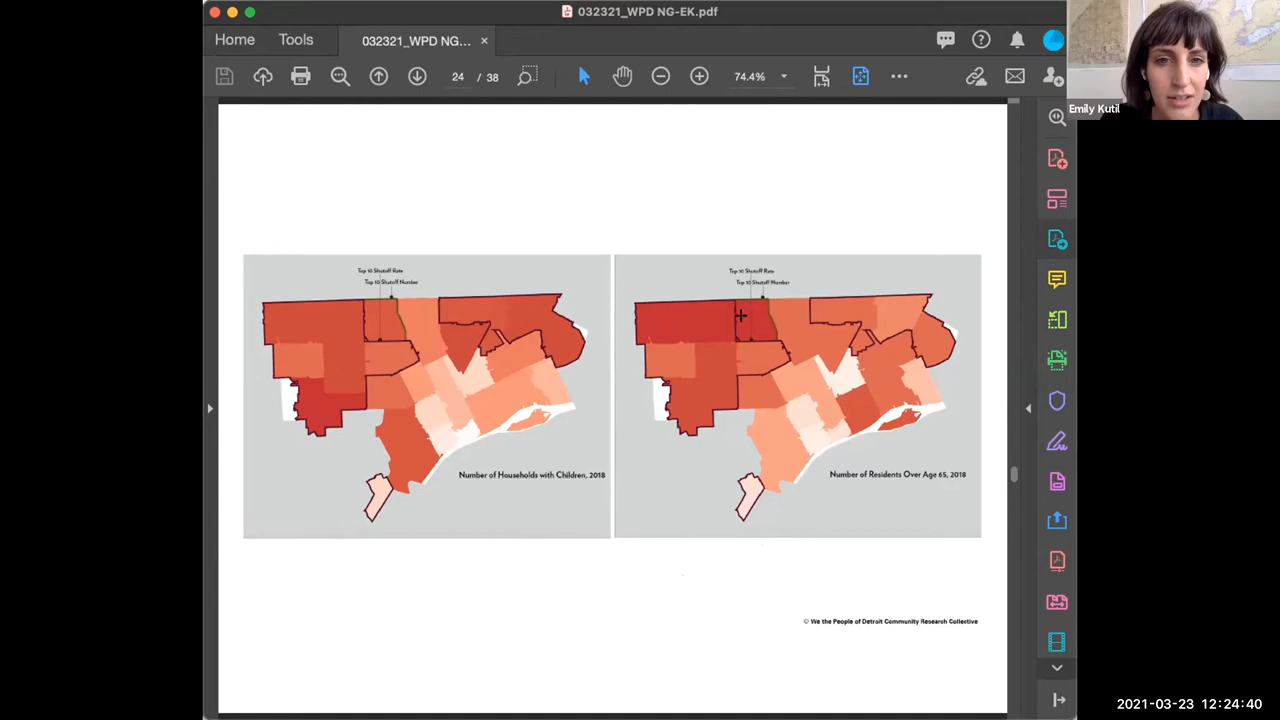 032321_WPD NG-EK.pdf
Home
Tools
032321_WPD NG...
24 / 38
74.4%
Emily Kutil
Top 10 Shutoff Rate
Top 10 Shutoff Number
Number of Households with Children, 2018
Top 10 Shutoff Rate
Top 10 Shutoff Number
Number of Residents Over Age 65, 2018
© We the People of Detroit Community Research Collective
2021-03-23 12:24:40